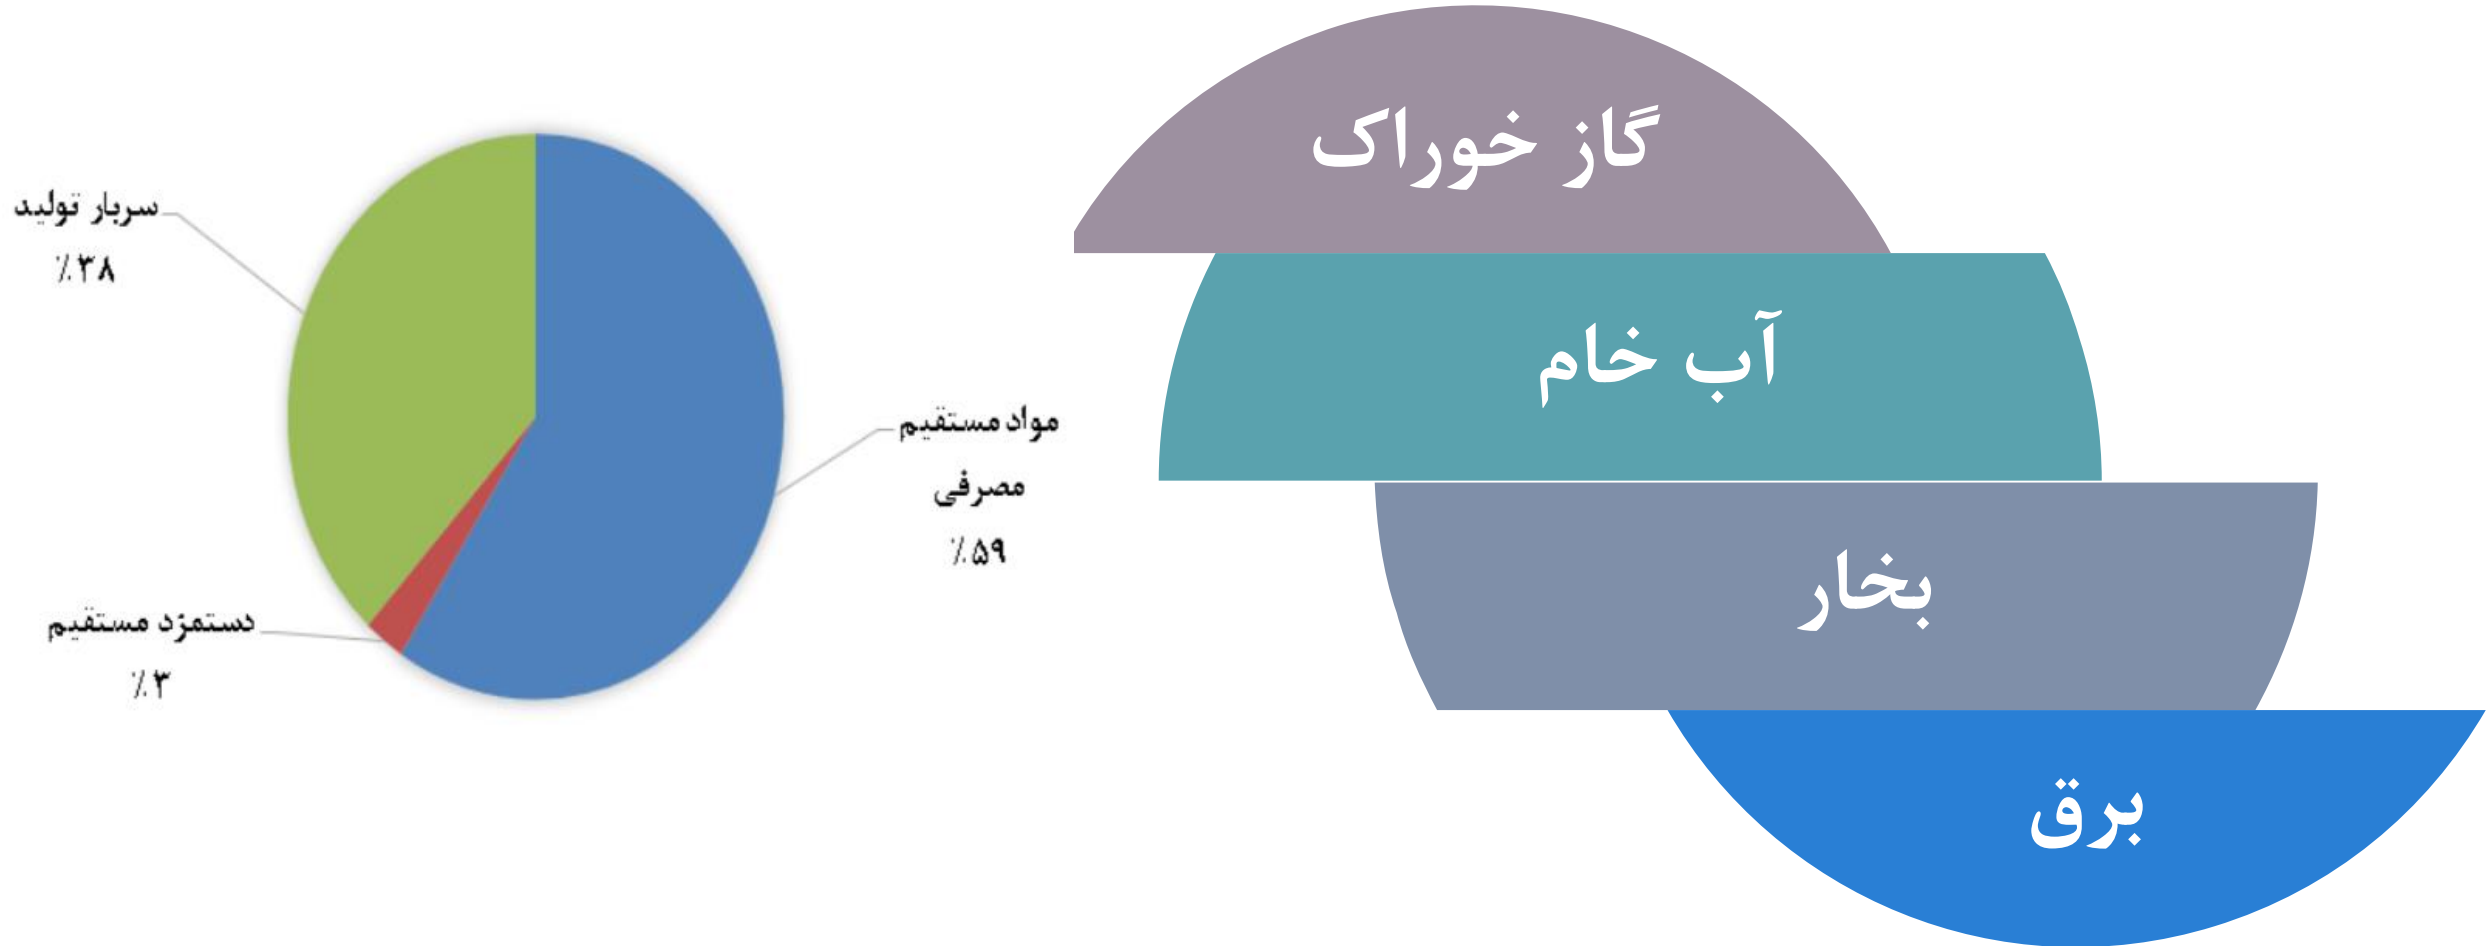 گاز خوراک
آب خام
بخار
برق
سربار تولید
٪۳۸
مواد مستقیم
مصرفی
٪۵۹
دستمزد مستقیم
٪۳